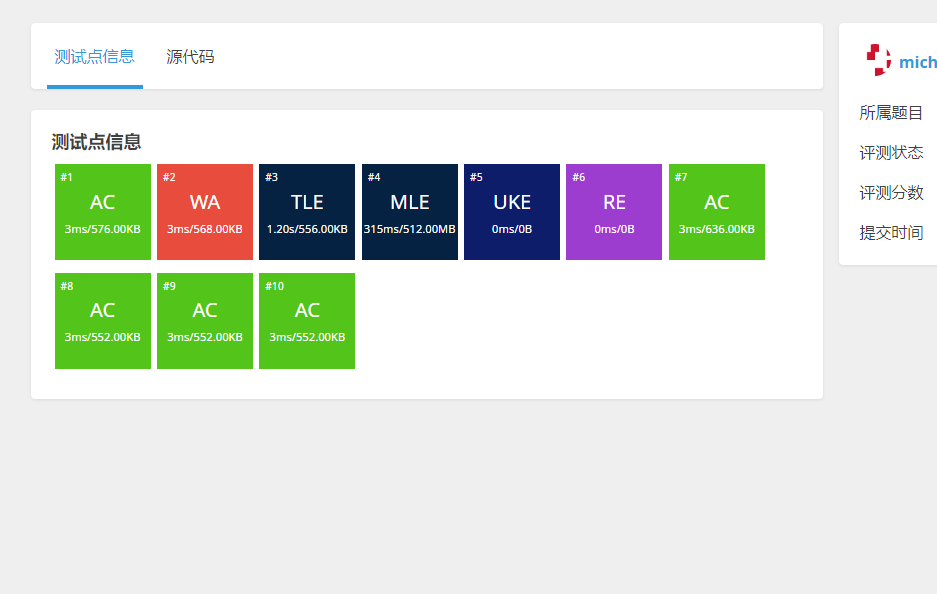 测试点信息 源代码
测试点信息
#1 #2 #3 #4 #5 #6 #7
AC WA TLE MLE UKE RE AC
3ms/576.00KB 3ms/568.00KB 1.20s/556.00KB 315ms/512.00MB 0ms/0B 0ms/0B 3ms/636.00KB
#8 #9 #10
AC AC AC
3ms/552.00KB 3ms/552.00KB 3ms/552.00KB
mich
所属题目
评测状态
评测分数
提交时间